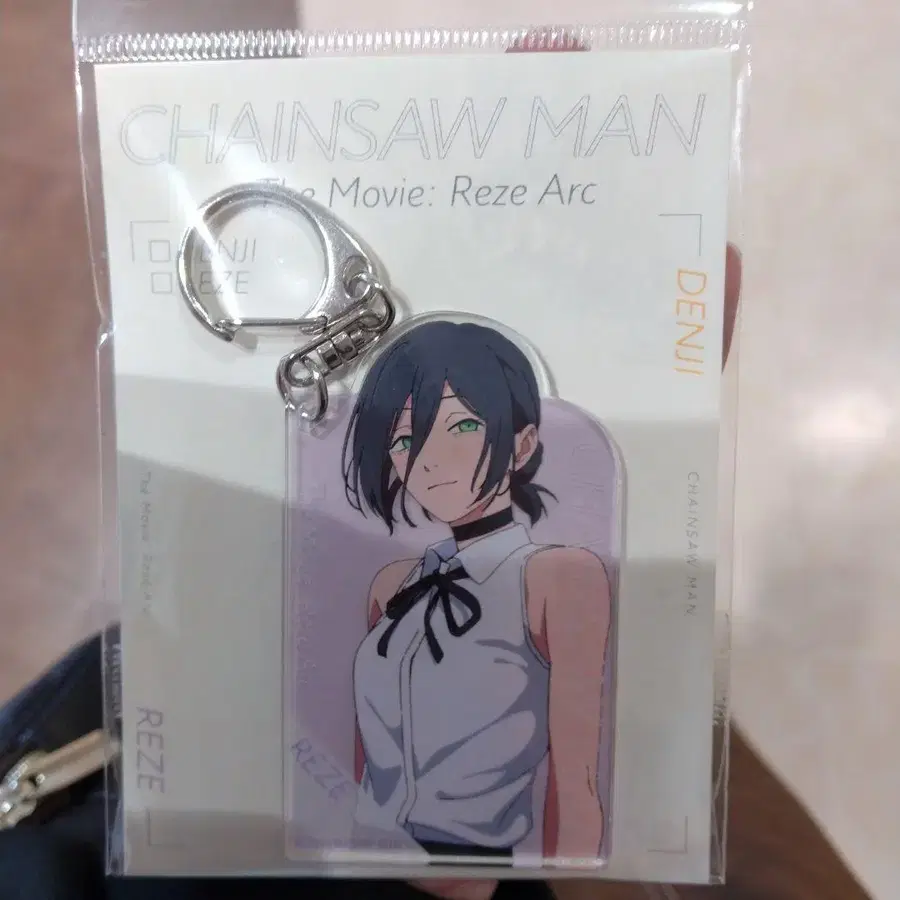 CHAINSAW MAN
The Movie: Reze Arc
DENJI
REZE
DENJI
CHAINSAW MAN
The Movie: Reze Arc
REZE
REZE